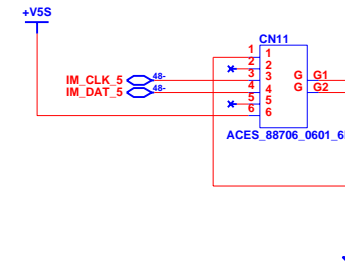 +V5S
CN11
1 1
2 2
IM_CLK_5 48- 3 3 G G1
IM_DAT_5 48- 4 4 G G2
5 5
6 6
ACES_88706_0601_6